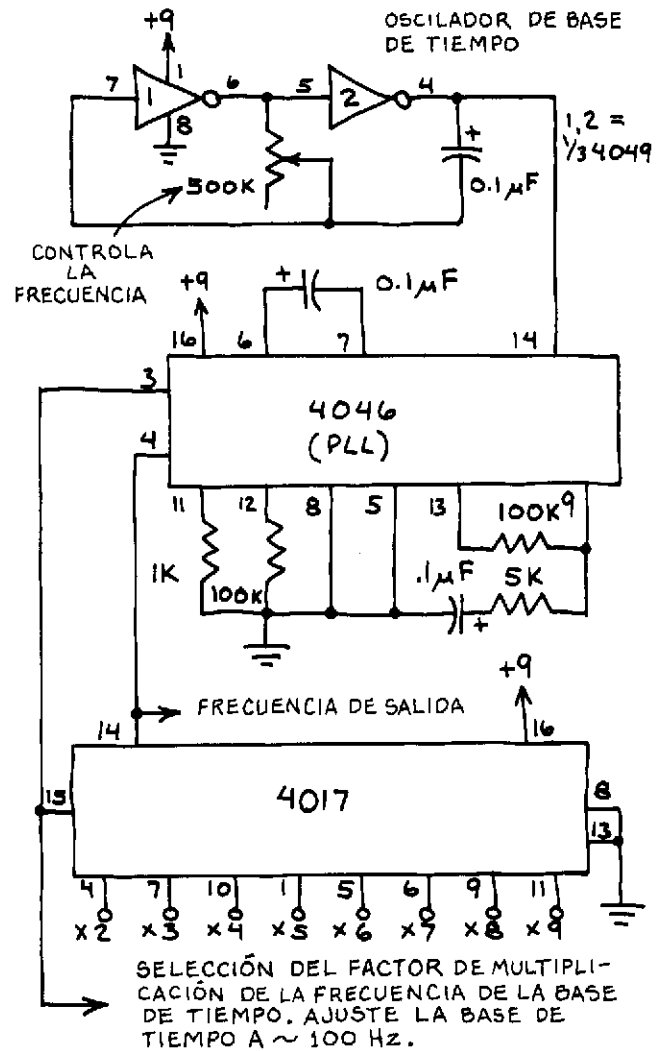 +9
OSCILADOR DE BASE
DE TIEMPO
7
1
1
6
5
2
4
8
+
1,2 =
1/3 4049
500K
0.1µF
CONTROLA
LA
FRECUENCIA
+9
+
0.1µF
16
6
7
14
3
4046
(PLL)
4
11
12
8
5
13
100K
9
1K
100K
.1µF
5K
+
+9
FRECUENCIA DE SALIDA
14
16
15
4017
8
13
4
7
10
1
5
6
9
11
x2
x3
x4
x5
x6
x7
x8
x9
SELECCIÓN DEL FACTOR DE MULTIPLI-
CACIÓN DE LA FRECUENCIA DE LA BASE
DE TIEMPO. AJUSTE LA BASE DE
TIEMPO A ~ 100 Hz.